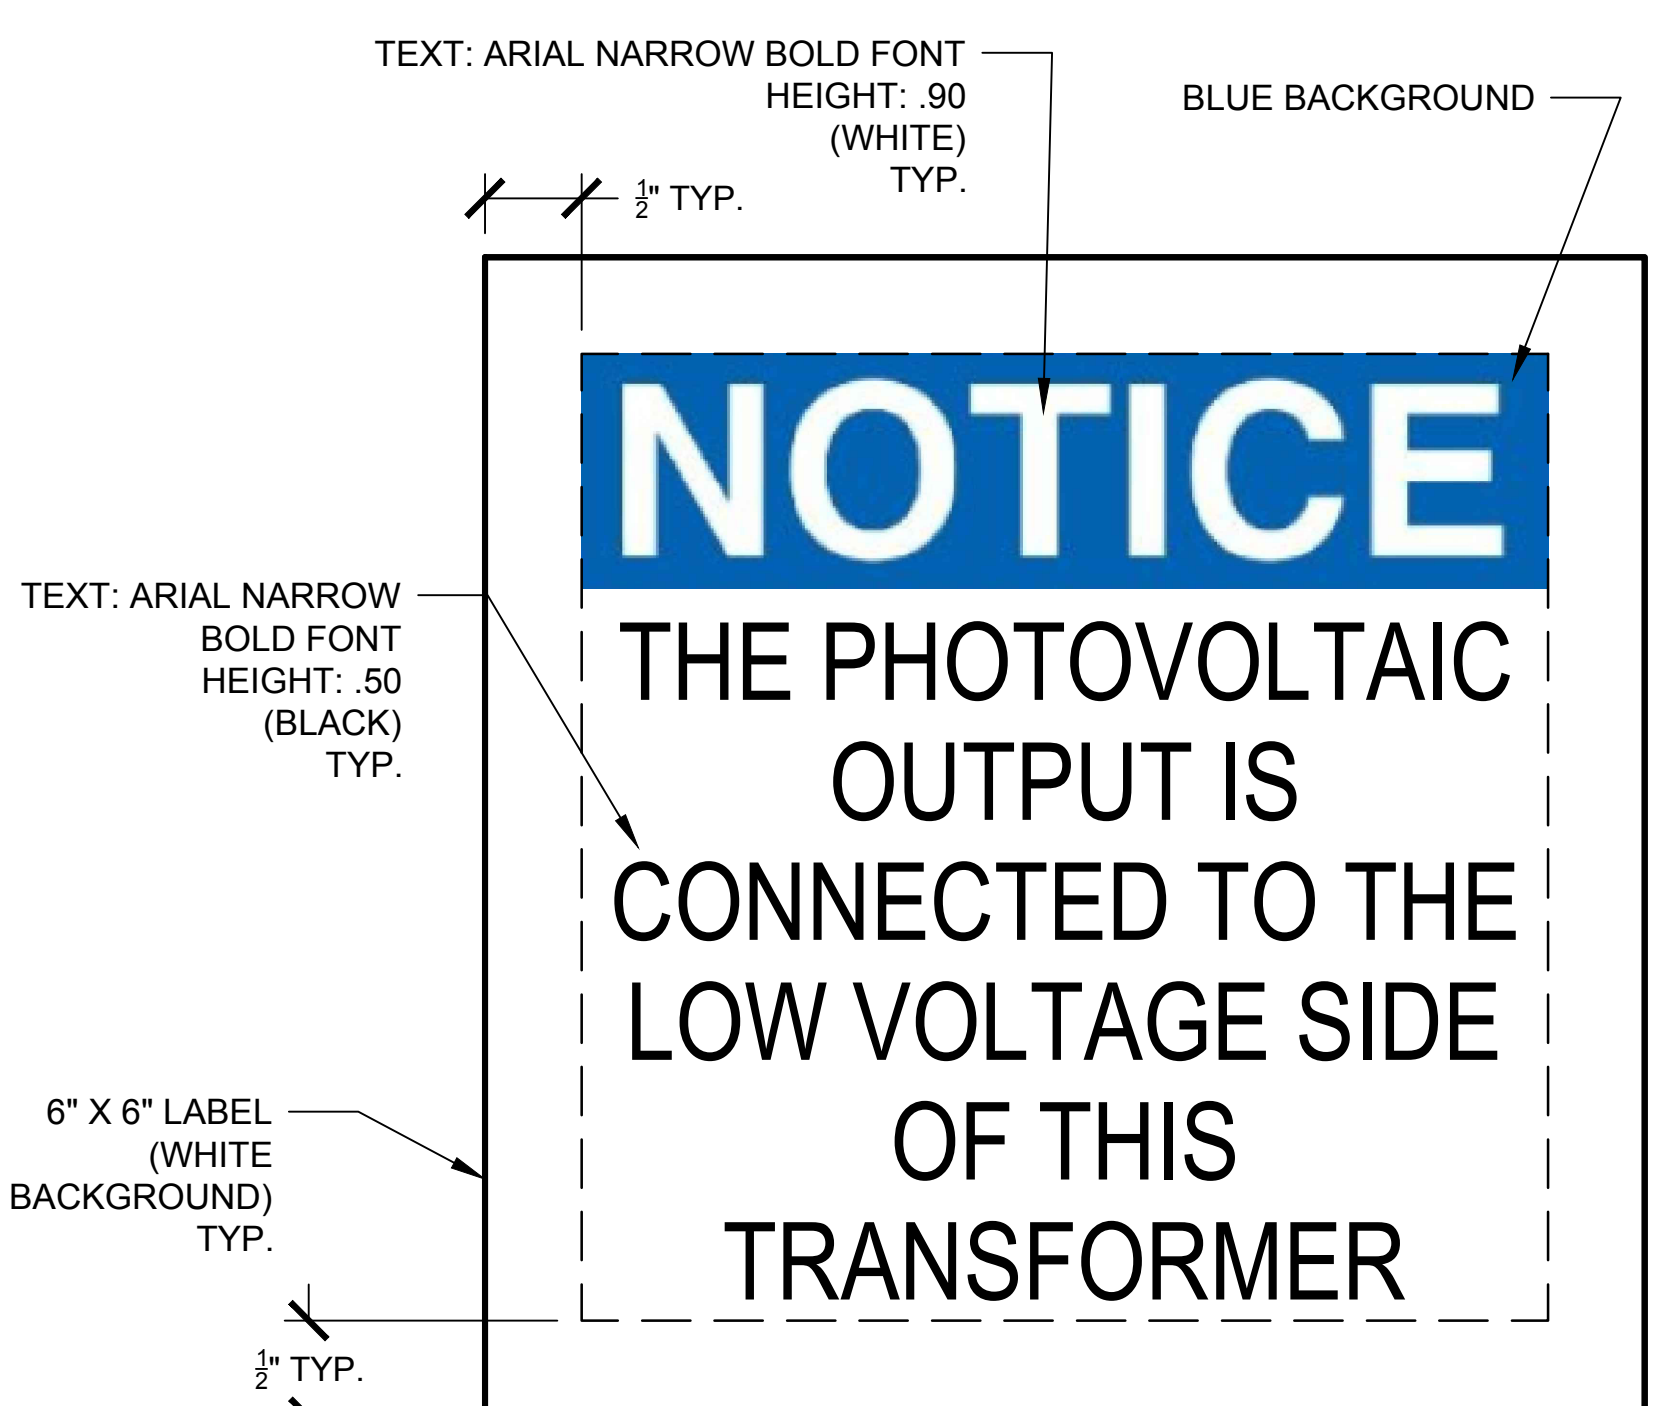 TEXT: ARIAL NARROW BOLD FONT
HEIGHT: .90
(WHITE)
TYP.
BLUE BACKGROUND
½" TYP.
NOTICE
THE PHOTOVOLTAIC
OUTPUT IS
CONNECTED TO THE
LOW VOLTAGE SIDE
OF THIS
TRANSFORMER
TEXT: ARIAL NARROW
BOLD FONT
HEIGHT: .50
(BLACK)
TYP.
6" X 6" LABEL
(WHITE
BACKGROUND)
TYP.
½" TYP.